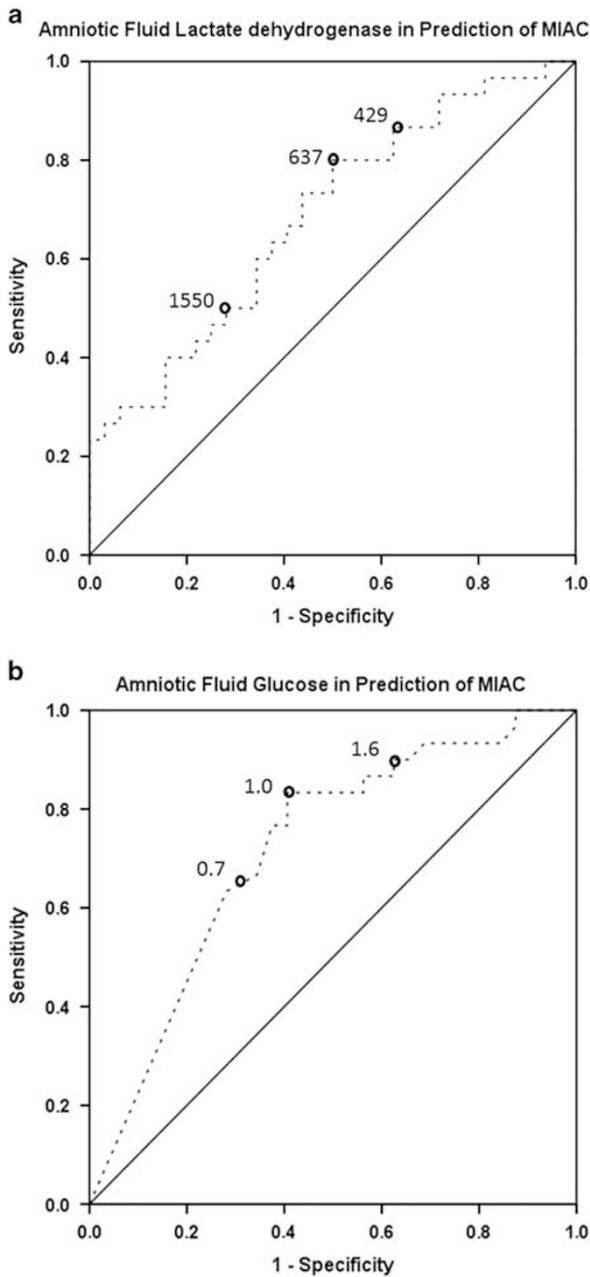 a
Amniotic Fluid Lactate dehydrogenase in Prediction of MIAC
1.0
0.8
0.6
0.4
0.2
0.0
Sensitivity
429
637
1550
0.0 0.2 0.4 0.6 0.8 1.0
1 - Specificity
b
Amniotic Fluid Glucose in Prediction of MIAC
1.0
0.8
0.6
0.4
0.2
0.0
Sensitivity
1.6
1.0
0.7
0.0 0.2 0.4 0.6 0.8 1.0
1 - Specificity